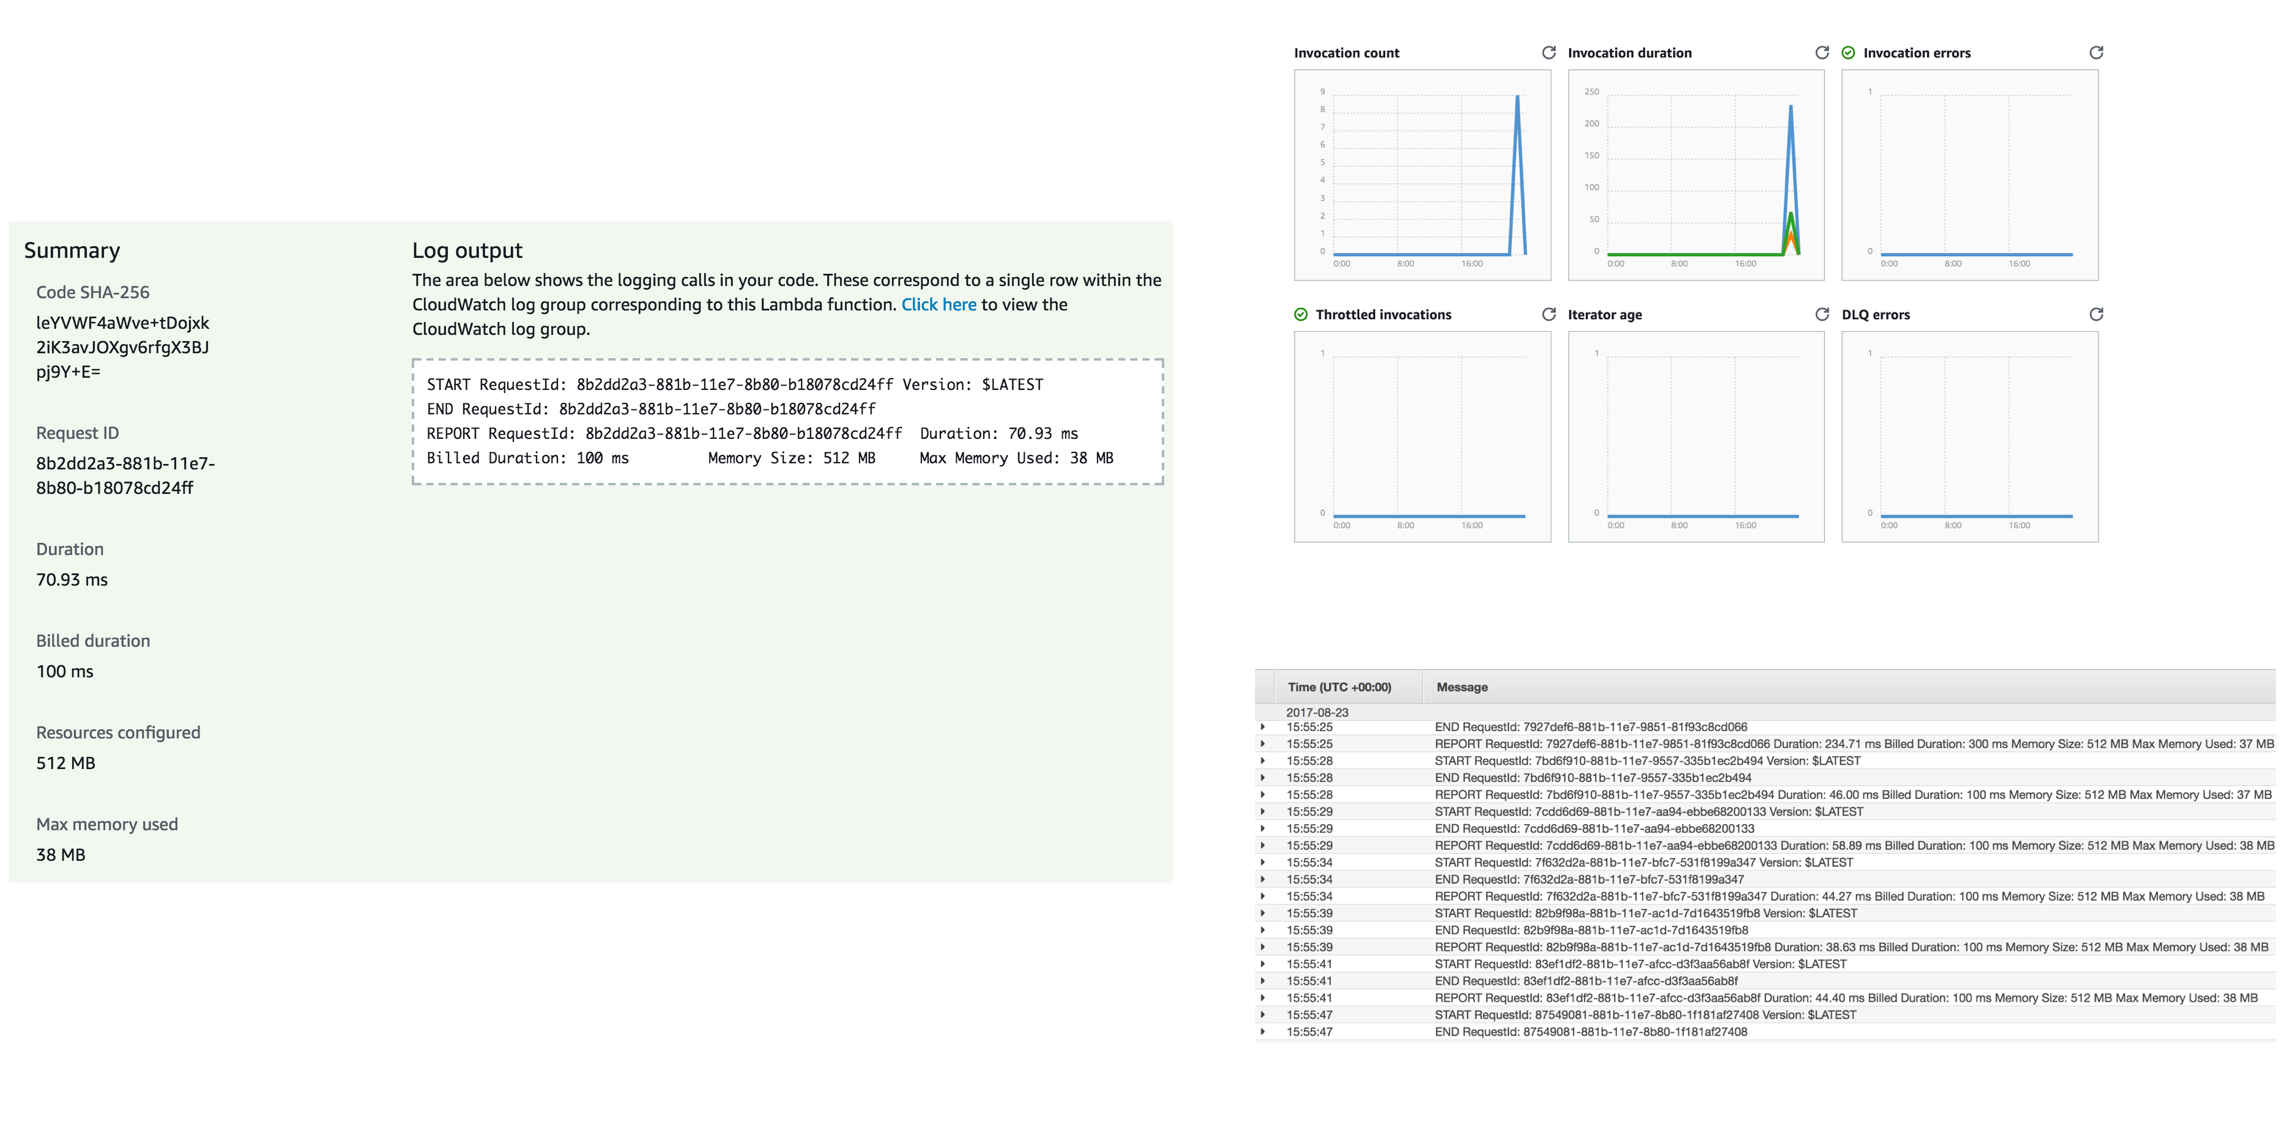 Summary
Code SHA-256
leYVWF4aWve+tDojxk
2iK3avJOXgv6rfgX3BJ
pj9Y+E=
Request ID
8b2dd2a3-881b-11e7-
8b80-b18078cd24ff
Duration
70.93 ms
Billed duration
100 ms
Resources configured
512 MB
Max memory used
38 MB
Log output
The area below shows the logging calls in your code. These correspond to a single row within the
CloudWatch log group corresponding to this Lambda function. Click here to view the
CloudWatch log group.
START RequestId: 8b2dd2a3-881b-11e7-8b80-b18078cd24ff Version: $LATEST
END RequestId: 8b2dd2a3-881b-11e7-8b80-b18078cd24ff
REPORT RequestId: 8b2dd2a3-881b-11e7-8b80-b18078cd24ff Duration: 70.93 ms
Billed Duration: 100 ms Memory Size: 512 MB Max Memory Used: 38 MB
Invocation count
9
8
7
6
5
4
3
2
1
0
0:00 8:00 16:00
Invocation duration
250
200
150
100
50
0
0:00 8:00 16:00
Invocation errors
1
0
0:00 8:00 16:00
Throttled invocations
1
0
0:00 8:00 16:00
Iterator age
1
0
0:00 8:00 16:00
DLQ errors
1
0
0:00 8:00 16:00
Time (UTC +00:00) Message
2017-08-23
15:55:25 END RequestId: 7927def6-881b-11e7-9851-81f93c8cd066
15:55:25 REPORT RequestId: 7927def6-881b-11e7-9851-81f93c8cd066 Duration: 234.71 ms Billed Duration: 300 ms Memory Size: 512 MB Max Memory Used: 37 MB
15:55:28 START RequestId: 7bd6f910-881b-11e7-9557-335b1ec2b494 Version: $LATEST
15:55:28 END RequestId: 7bd6f910-881b-11e7-9557-335b1ec2b494
15:55:28 REPORT RequestId: 7bd6f910-881b-11e7-9557-335b1ec2b494 Duration: 46.00 ms Billed Duration: 100 ms Memory Size: 512 MB Max Memory Used: 37 MB
15:55:29 START RequestId: 7cdd6d69-881b-11e7-aa94-ebbe68200133 Version: $LATEST
15:55:29 END RequestId: 7cdd6d69-881b-11e7-aa94-ebbe68200133
15:55:29 REPORT RequestId: 7cdd6d69-881b-11e7-aa94-ebbe68200133 Duration: 58.89 ms Billed Duration: 100 ms Memory Size: 512 MB Max Memory Used: 38 MB
15:55:34 START RequestId: 7f632d2a-881b-11e7-bfc7-531f8199a347 Version: $LATEST
15:55:34 END RequestId: 7f632d2a-881b-11e7-bfc7-531f8199a347
15:55:34 REPORT RequestId: 7f632d2a-881b-11e7-bfc7-531f8199a347 Duration: 44.27 ms Billed Duration: 100 ms Memory Size: 512 MB Max Memory Used: 38 MB
15:55:39 START RequestId: 82b9f98a-881b-11e7-ac1d-7d1643519fb8 Version: $LATEST
15:55:39 END RequestId: 82b9f98a-881b-11e7-ac1d-7d1643519fb8
15:55:39 REPORT RequestId: 82b9f98a-881b-11e7-ac1d-7d1643519fb8 Duration: 38.63 ms Billed Duration: 100 ms Memory Size: 512 MB Max Memory Used: 38 MB
15:55:41 START RequestId: 83ef1df2-881b-11e7-afcc-d3f3aa56ab8f Version: $LATEST
15:55:41 END RequestId: 83ef1df2-881b-11e7-afcc-d3f3aa56ab8f
15:55:41 REPORT RequestId: 83ef1df2-881b-11e7-afcc-d3f3aa56ab8f Duration: 44.40 ms Billed Duration: 100 ms Memory Size: 512 MB Max Memory Used: 38 MB
15:55:47 START RequestId: 87549081-881b-11e7-8b80-1f181af27408 Version: $LATEST
15:55:47 END RequestId: 87549081-881b-11e7-8b80-1f181af27408